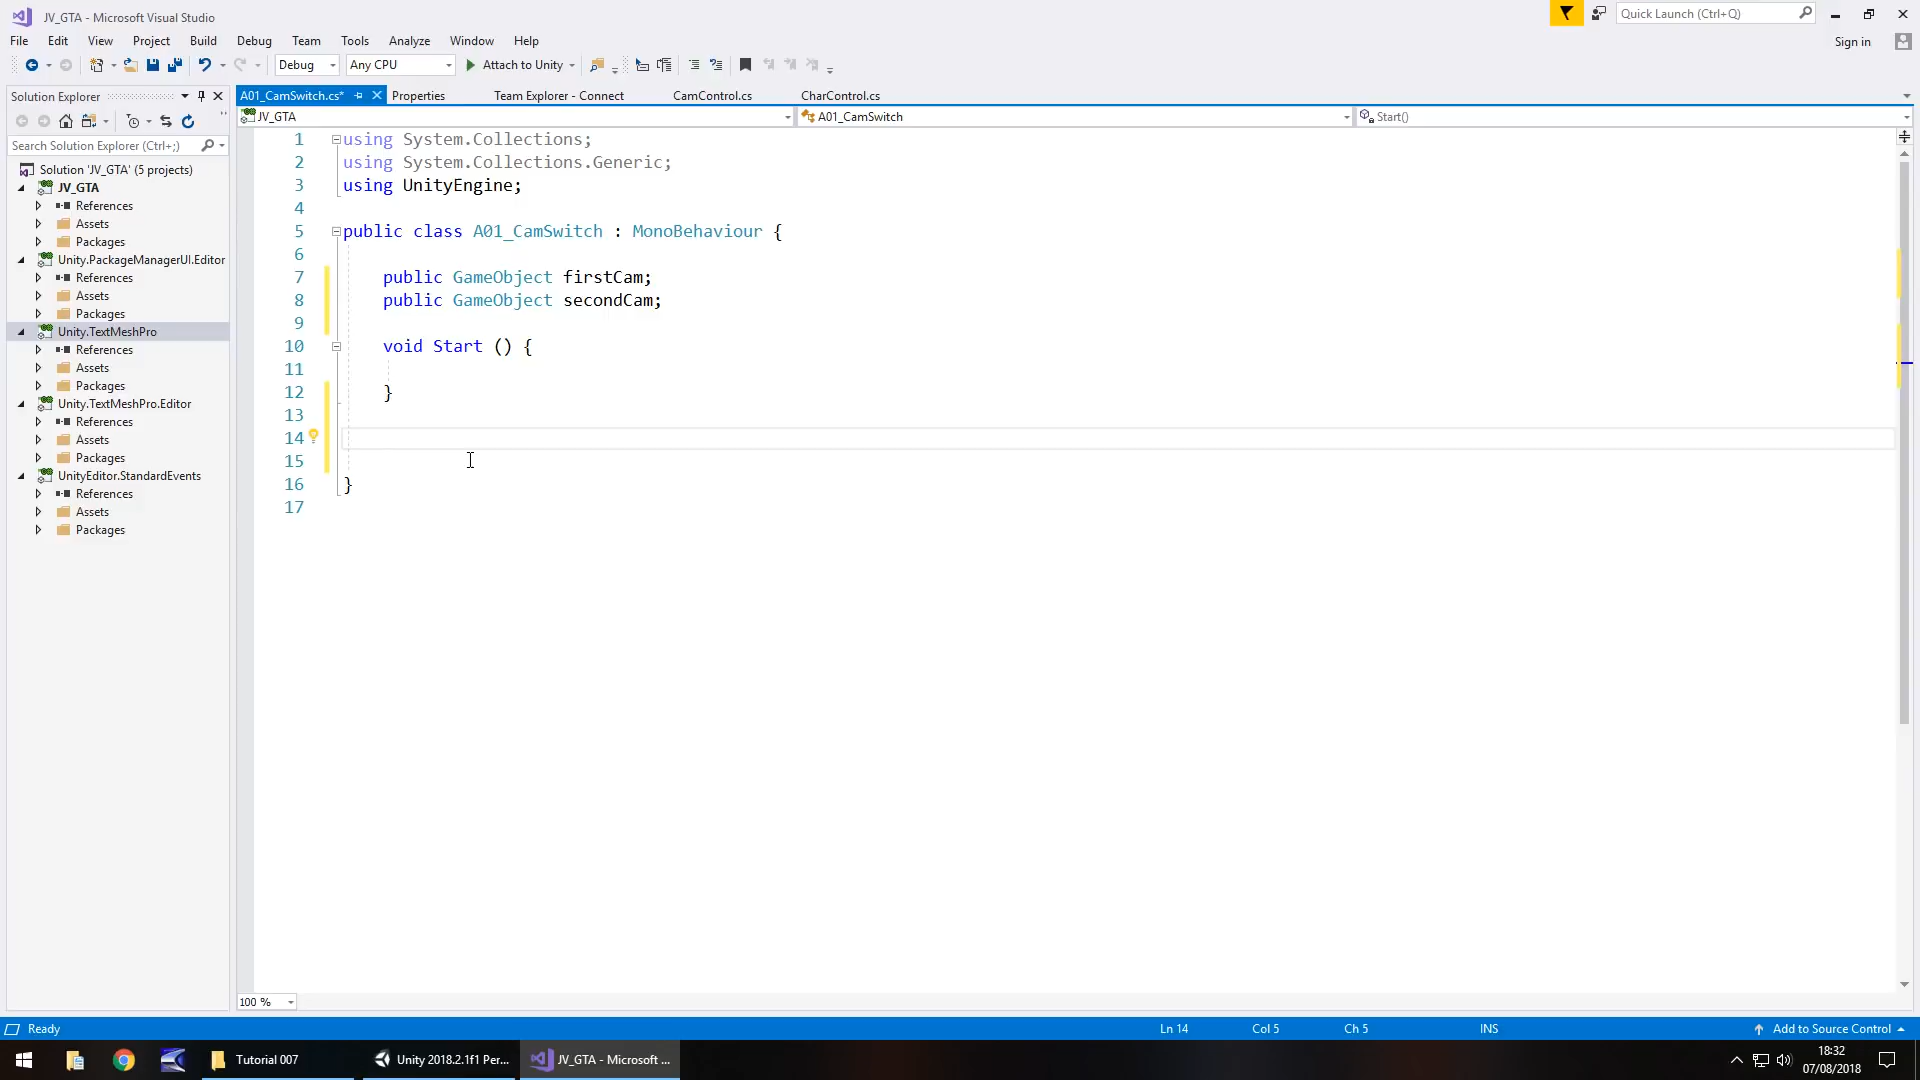 JV_GTA - Microsoft Visual Studio
Quick Launch (Ctrl+Q)
File Edit View Project Build Debug Team Tools Analyze Window Help
Sign in
Debug Any CPU Attach to Unity
Solution Explorer
A01_CamSwitch.cs* Properties Team Explorer - Connect CamControl.cs CharControl.cs
JV_GTA A01_CamSwitch Start()
Search Solution Explorer (Ctrl+;)
Solution 'JV_GTA' (5 projects)
JV_GTA
References
Assets
Packages
Unity.PackageManagerUI.Editor
References
Assets
Packages
Unity.TextMeshPro
References
Assets
Packages
Unity.TextMeshPro.Editor
References
Assets
Packages
UnityEditor.StandardEvents
References
Assets
Packages
1 using System.Collections;
2 using System.Collections.Generic;
3 using UnityEngine;
4
5 public class A01_CamSwitch : MonoBehaviour {
6
7 public GameObject firstCam;
8 public GameObject secondCam;
9
10 void Start () {
11
12 }
13
14
15
16 }
17
100 %
Ready Ln 14 Col 5 Ch 5 INS Add to Source Control
Tutorial 007 Unity 2018.2.1f1 Per... JV_GTA - Microsoft ...
18:32
07/08/2018